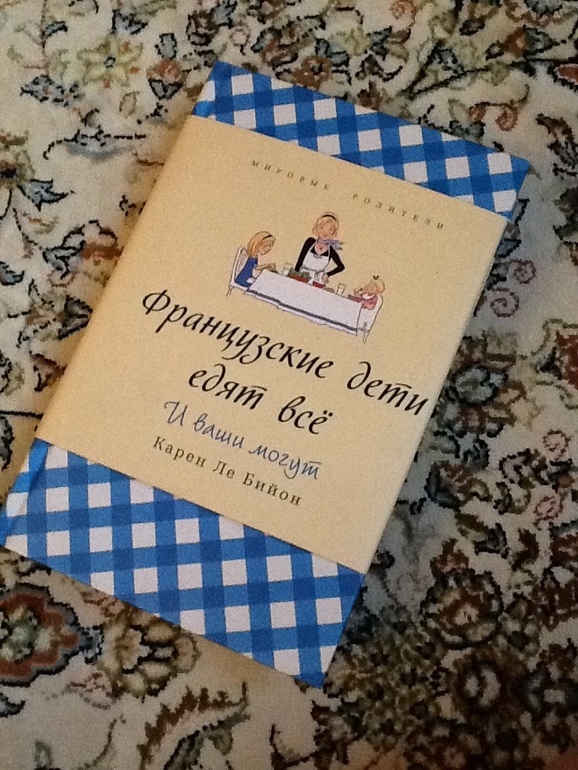 МИРОВЫЕ РОДИТЕЛИ
Французские дети
едят всё
И ваши могут
Карен Ле Бийон